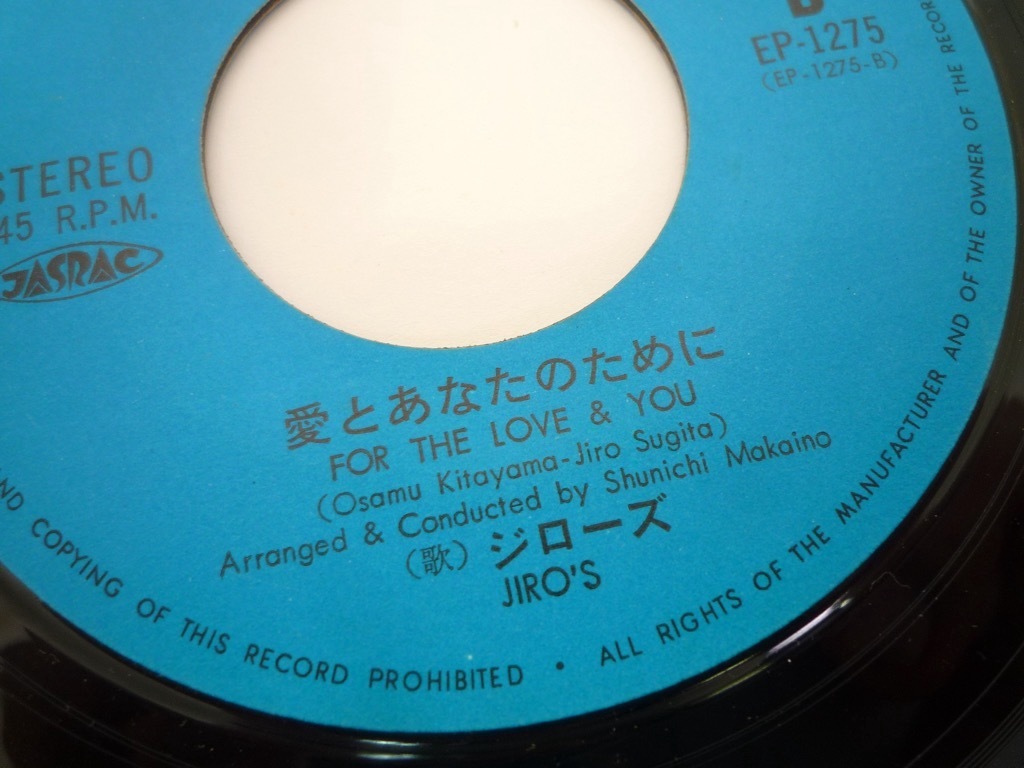 EP-1275
(EP-1275-B)
STEREO
45 R.P.M.
JASRAC
愛とあなたのために
FOR THE LOVE & YOU
(Osamu Kitayama-Jiro Sugita)
Arranged & Conducted by Shunichi Makaino
(歌) ジローズ
JIRO'S
COPYING OF THIS RECORD PROHIBITED • ALL RIGHTS OF THE MANUFACTURER AND OF THE OWNER OF THE